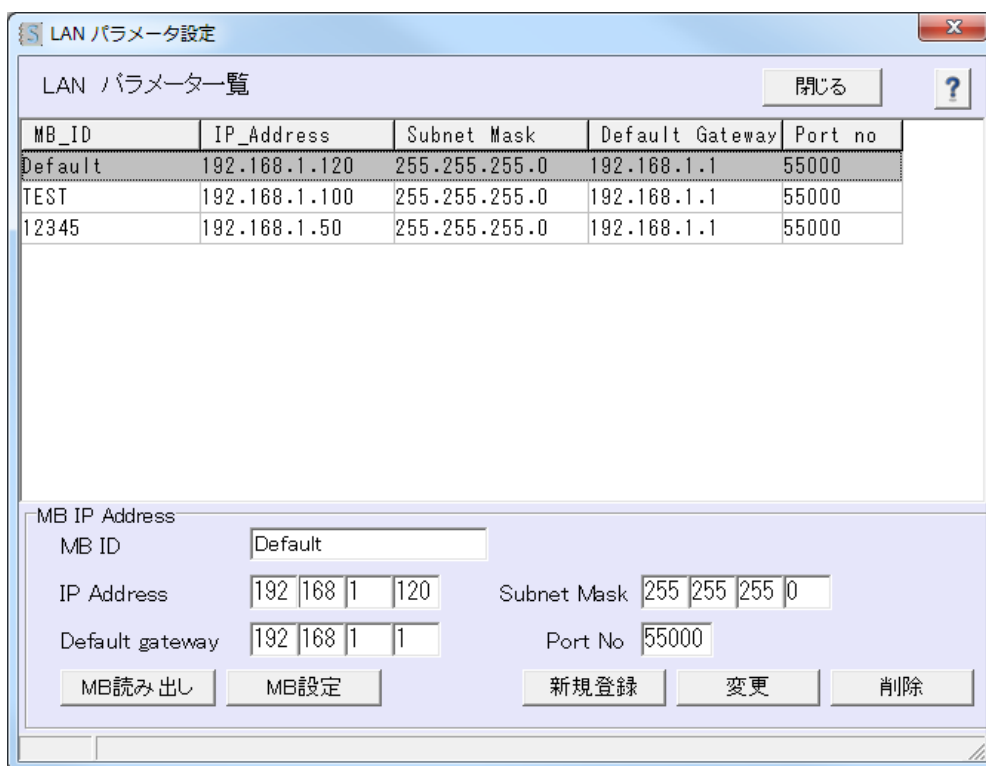 LAN パラメータ設定
LAN パラメーター覧 閉じる ?
MB_ID IP_Address Subnet Mask Default Gateway Port no
Default 192.168.1.120 255.255.255.0 192.168.1.1 55000
TEST 192.168.1.100 255.255.255.0 192.168.1.1 55000
12345 192.168.1.50 255.255.255.0 192.168.1.1 55000
MB IP Address
MB ID Default
IP Address 192 168 1 120 Subnet Mask 255 255 255 0
Default gateway 192 168 1 1 Port No 55000
MB読み出し MB設定 新規登録 変更 削除